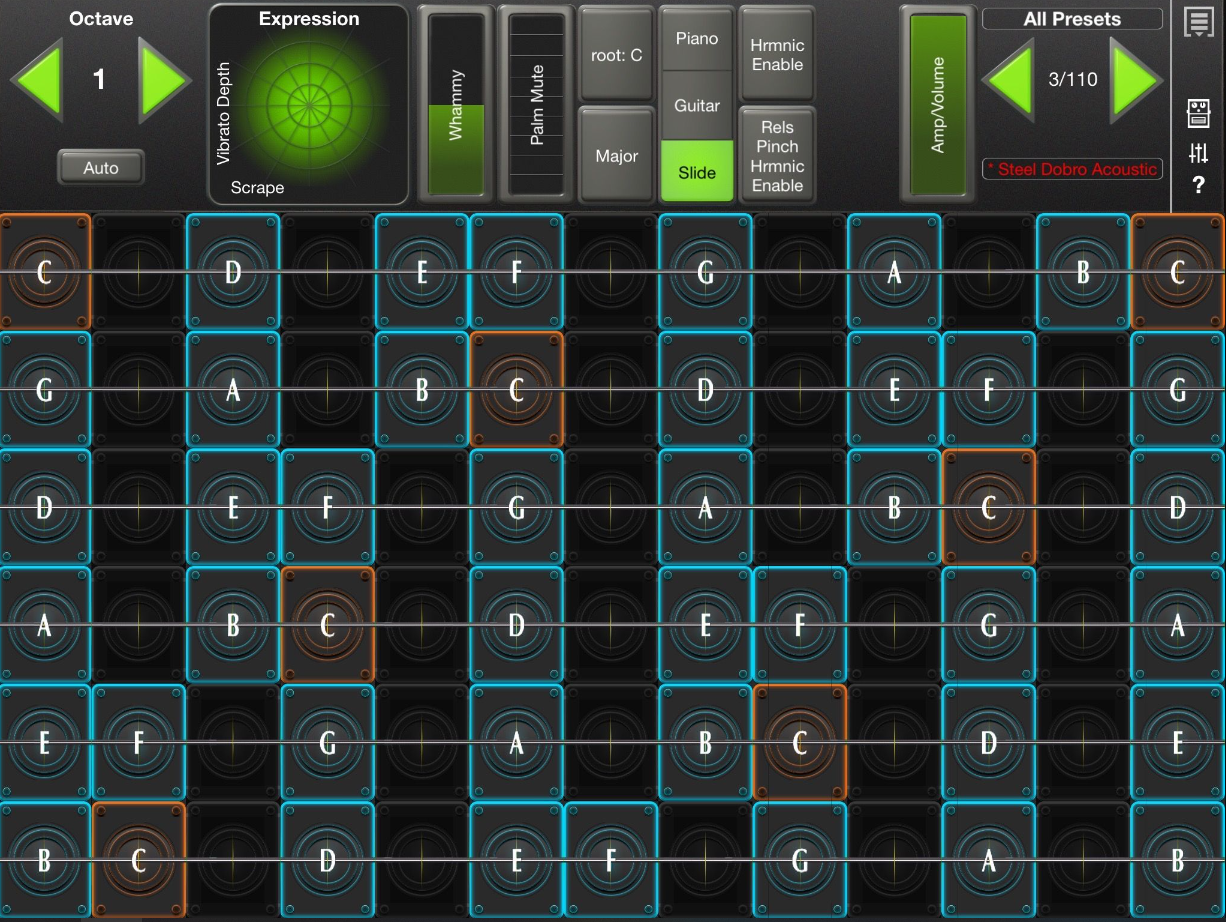 Octave
1
Auto
Expression
Vibrato Depth
Scrape
Whammy
Palm Mute
root: C
Major
Piano
Guitar
Slide
Hrmnic
Enable
Rels
Pinch
Hrmnic
Enable
Amp/Volume
All Presets
3/110
* Steel Dobro Acoustic
?
C D E F G A B C
G A B C D E F G
D E F G A B C D
A B C D E F G A
E F G A B C D E
B C D E F G A B